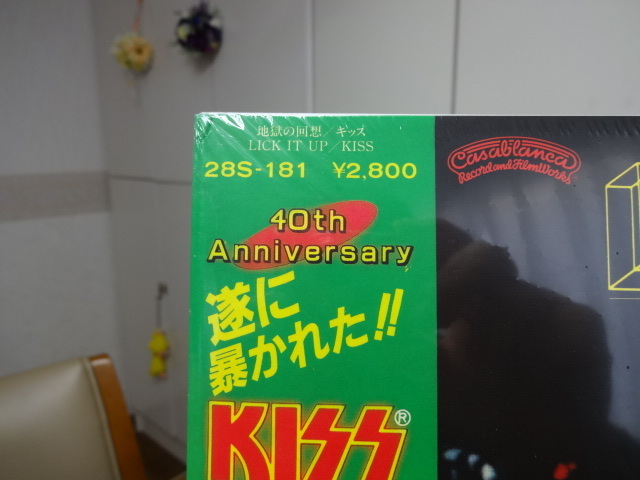 地獄の回想/キッス
LICK IT UP/KISS
28S-181 ¥2,800
Casablanca
Record and FilmWorks
40th
Anniversary
遂に
暴かれた!!
KISS®